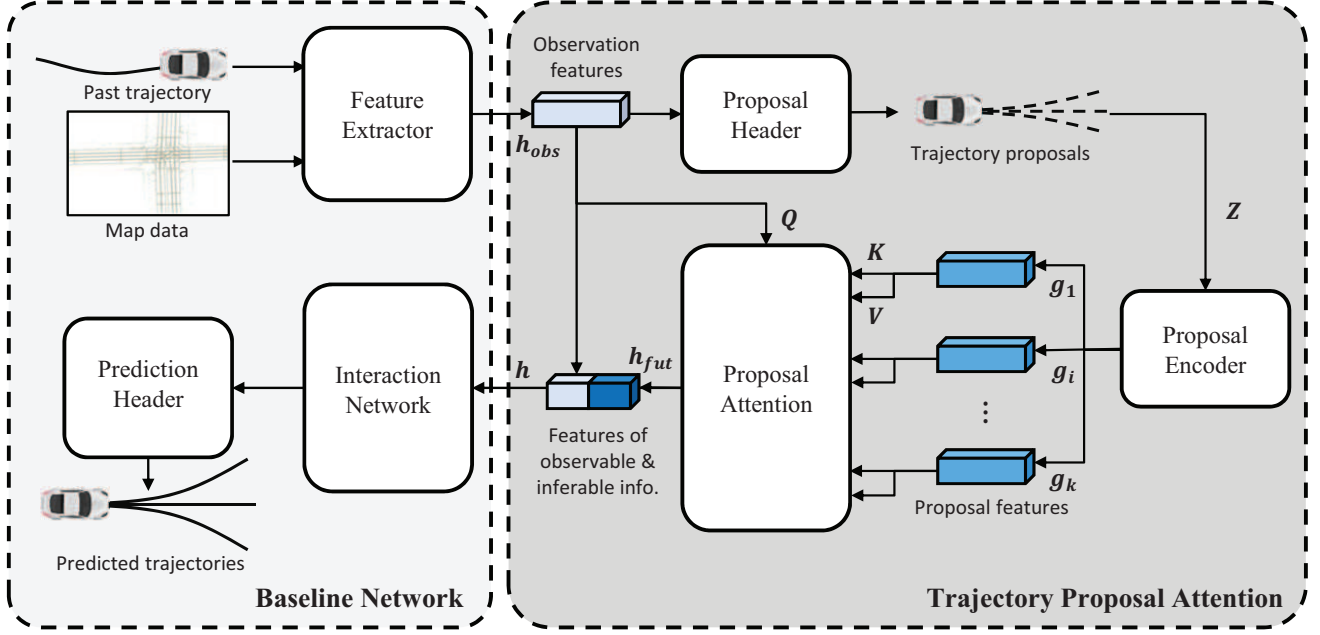 Past trajectory
Map data
Feature
Extractor
Observation
features
h_obs
Proposal
Header
Trajectory proposals
Z
Q
K
V
g_1
g_i
⋮
g_k
Proposal features
Proposal
Encoder
Proposal
Attention
h_fut
h
Features of
observable &
inferable info.
Interaction
Network
Prediction
Header
Predicted trajectories
Baseline Network
Trajectory Proposal Attention